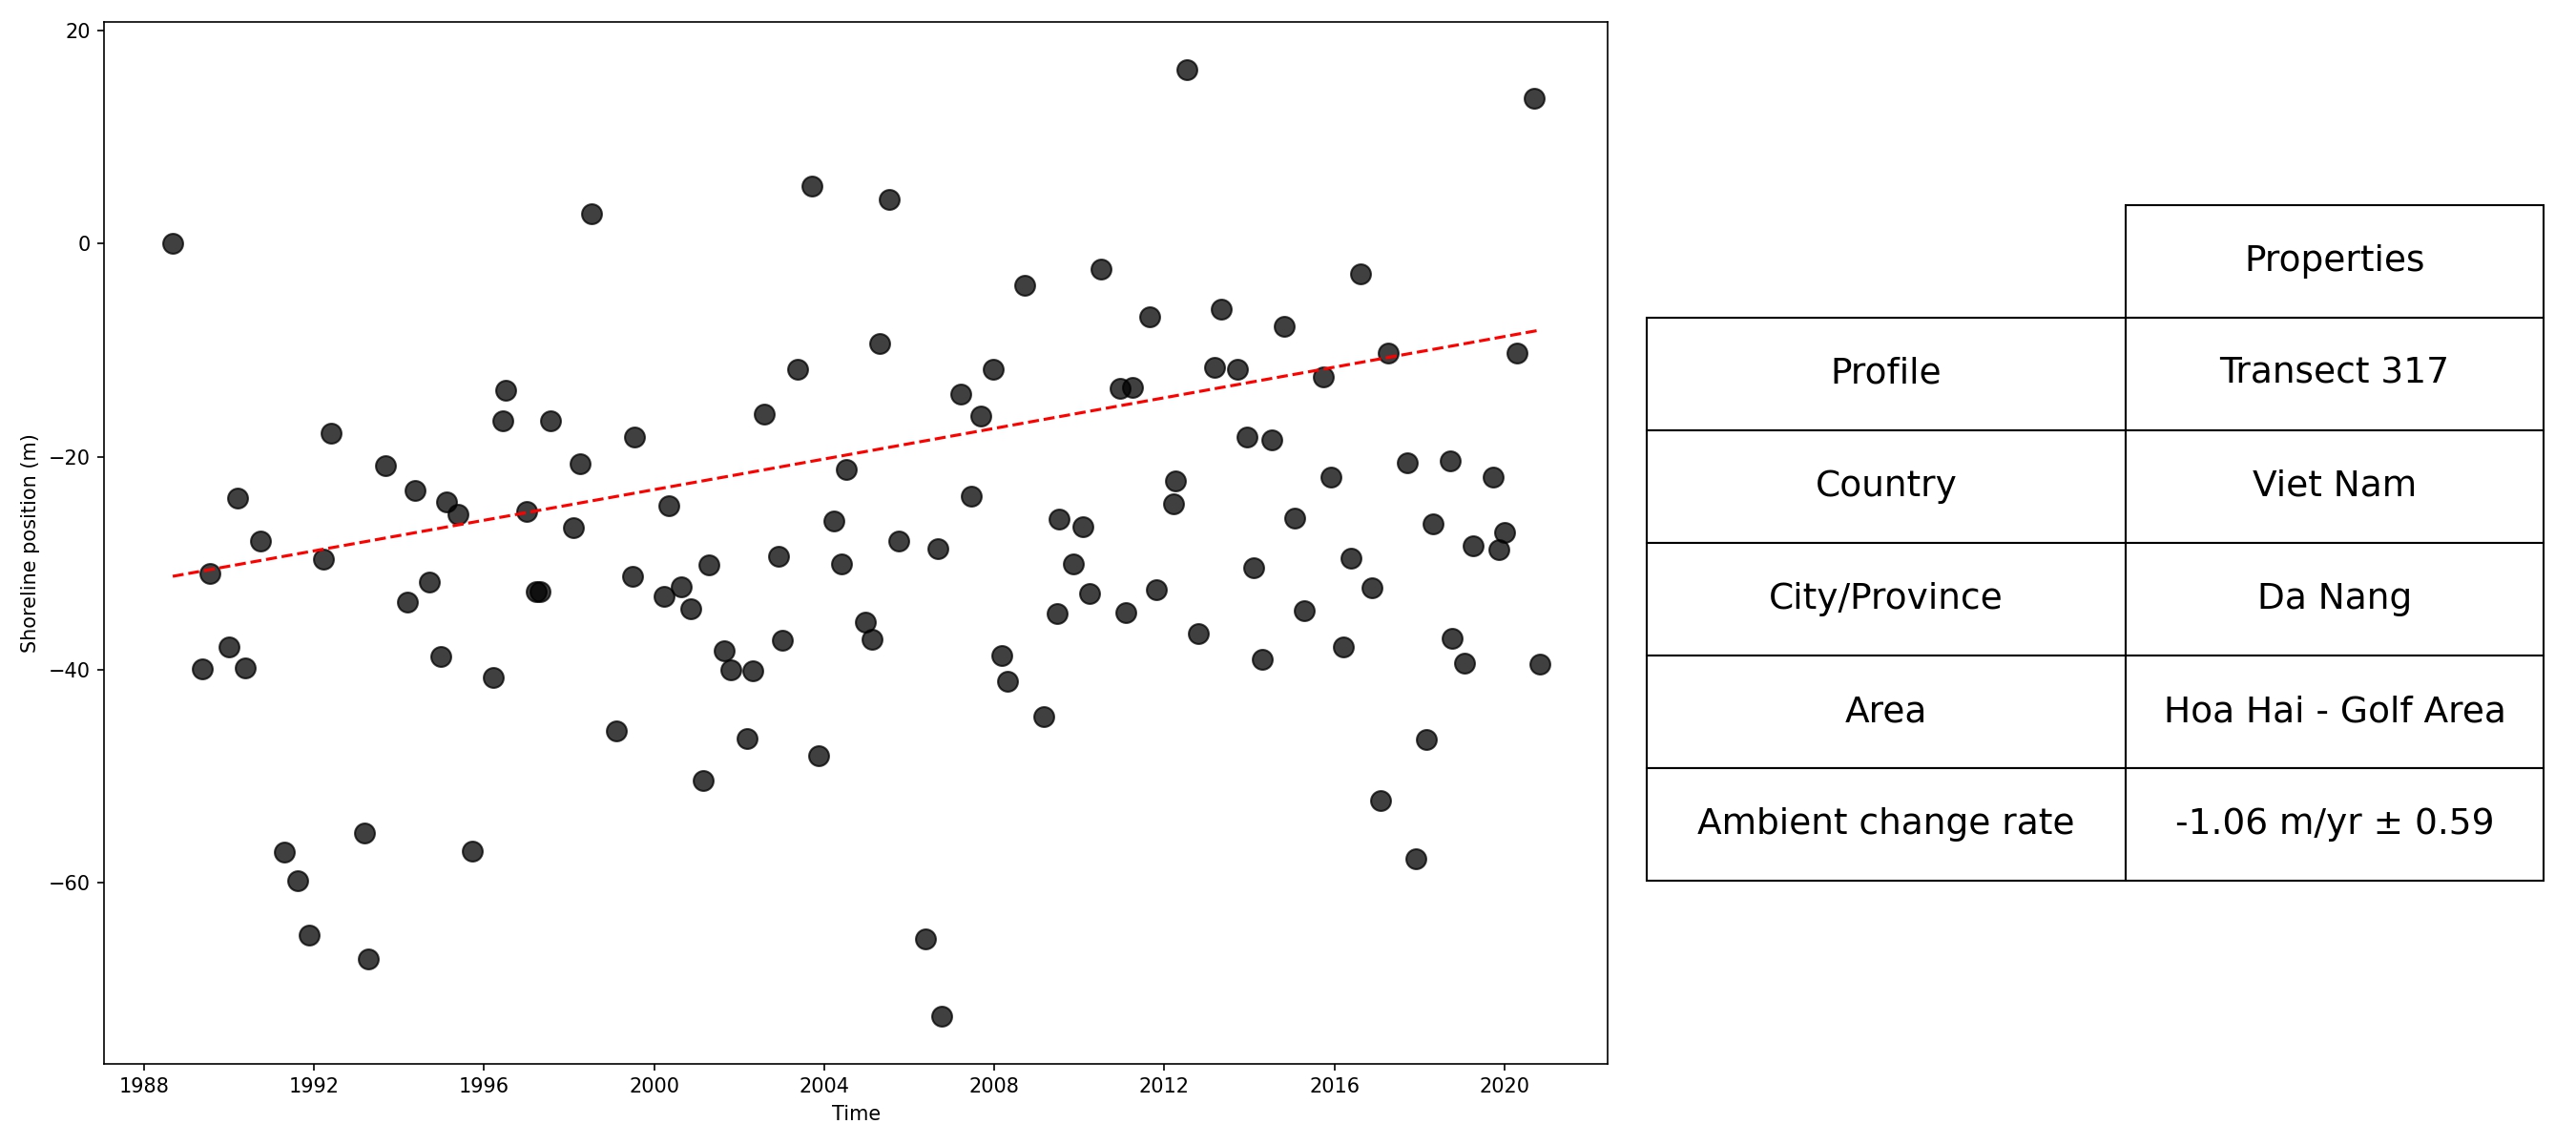 20
0
−20
−40
−60
Shoreline position (m)
1988 1992 1996 2000 2004 2008 2012 2016 2020
Time
Properties
Profile Transect 317
Country Viet Nam
City/Province Da Nang
Area Hoa Hai - Golf Area
Ambient change rate -1.06 m/yr ± 0.59